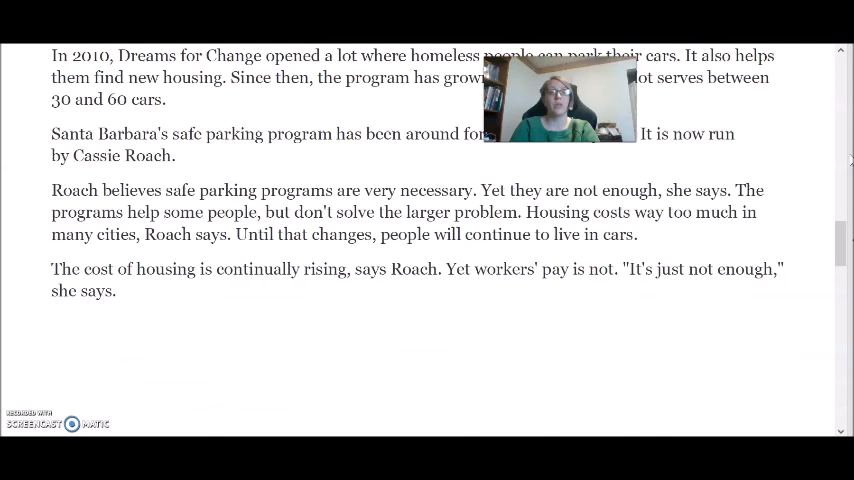 In 2010, Dreams for Change opened a lot where homeless people can park their cars. It also helps
them find new housing. Since then, the program has grow ot serves between
30 and 60 cars.
Santa Barbara's safe parking program has been around for It is now run
by Cassie Roach.
Roach believes safe parking programs are very necessary. Yet they are not enough, she says. The
programs help some people, but don't solve the larger problem. Housing costs way too much in
many cities, Roach says. Until that changes, people will continue to live in cars.
The cost of housing is continually rising, says Roach. Yet workers' pay is not. "It's just not enough,"
she says.
RECORDED WITH
SCREENCAST MATIC